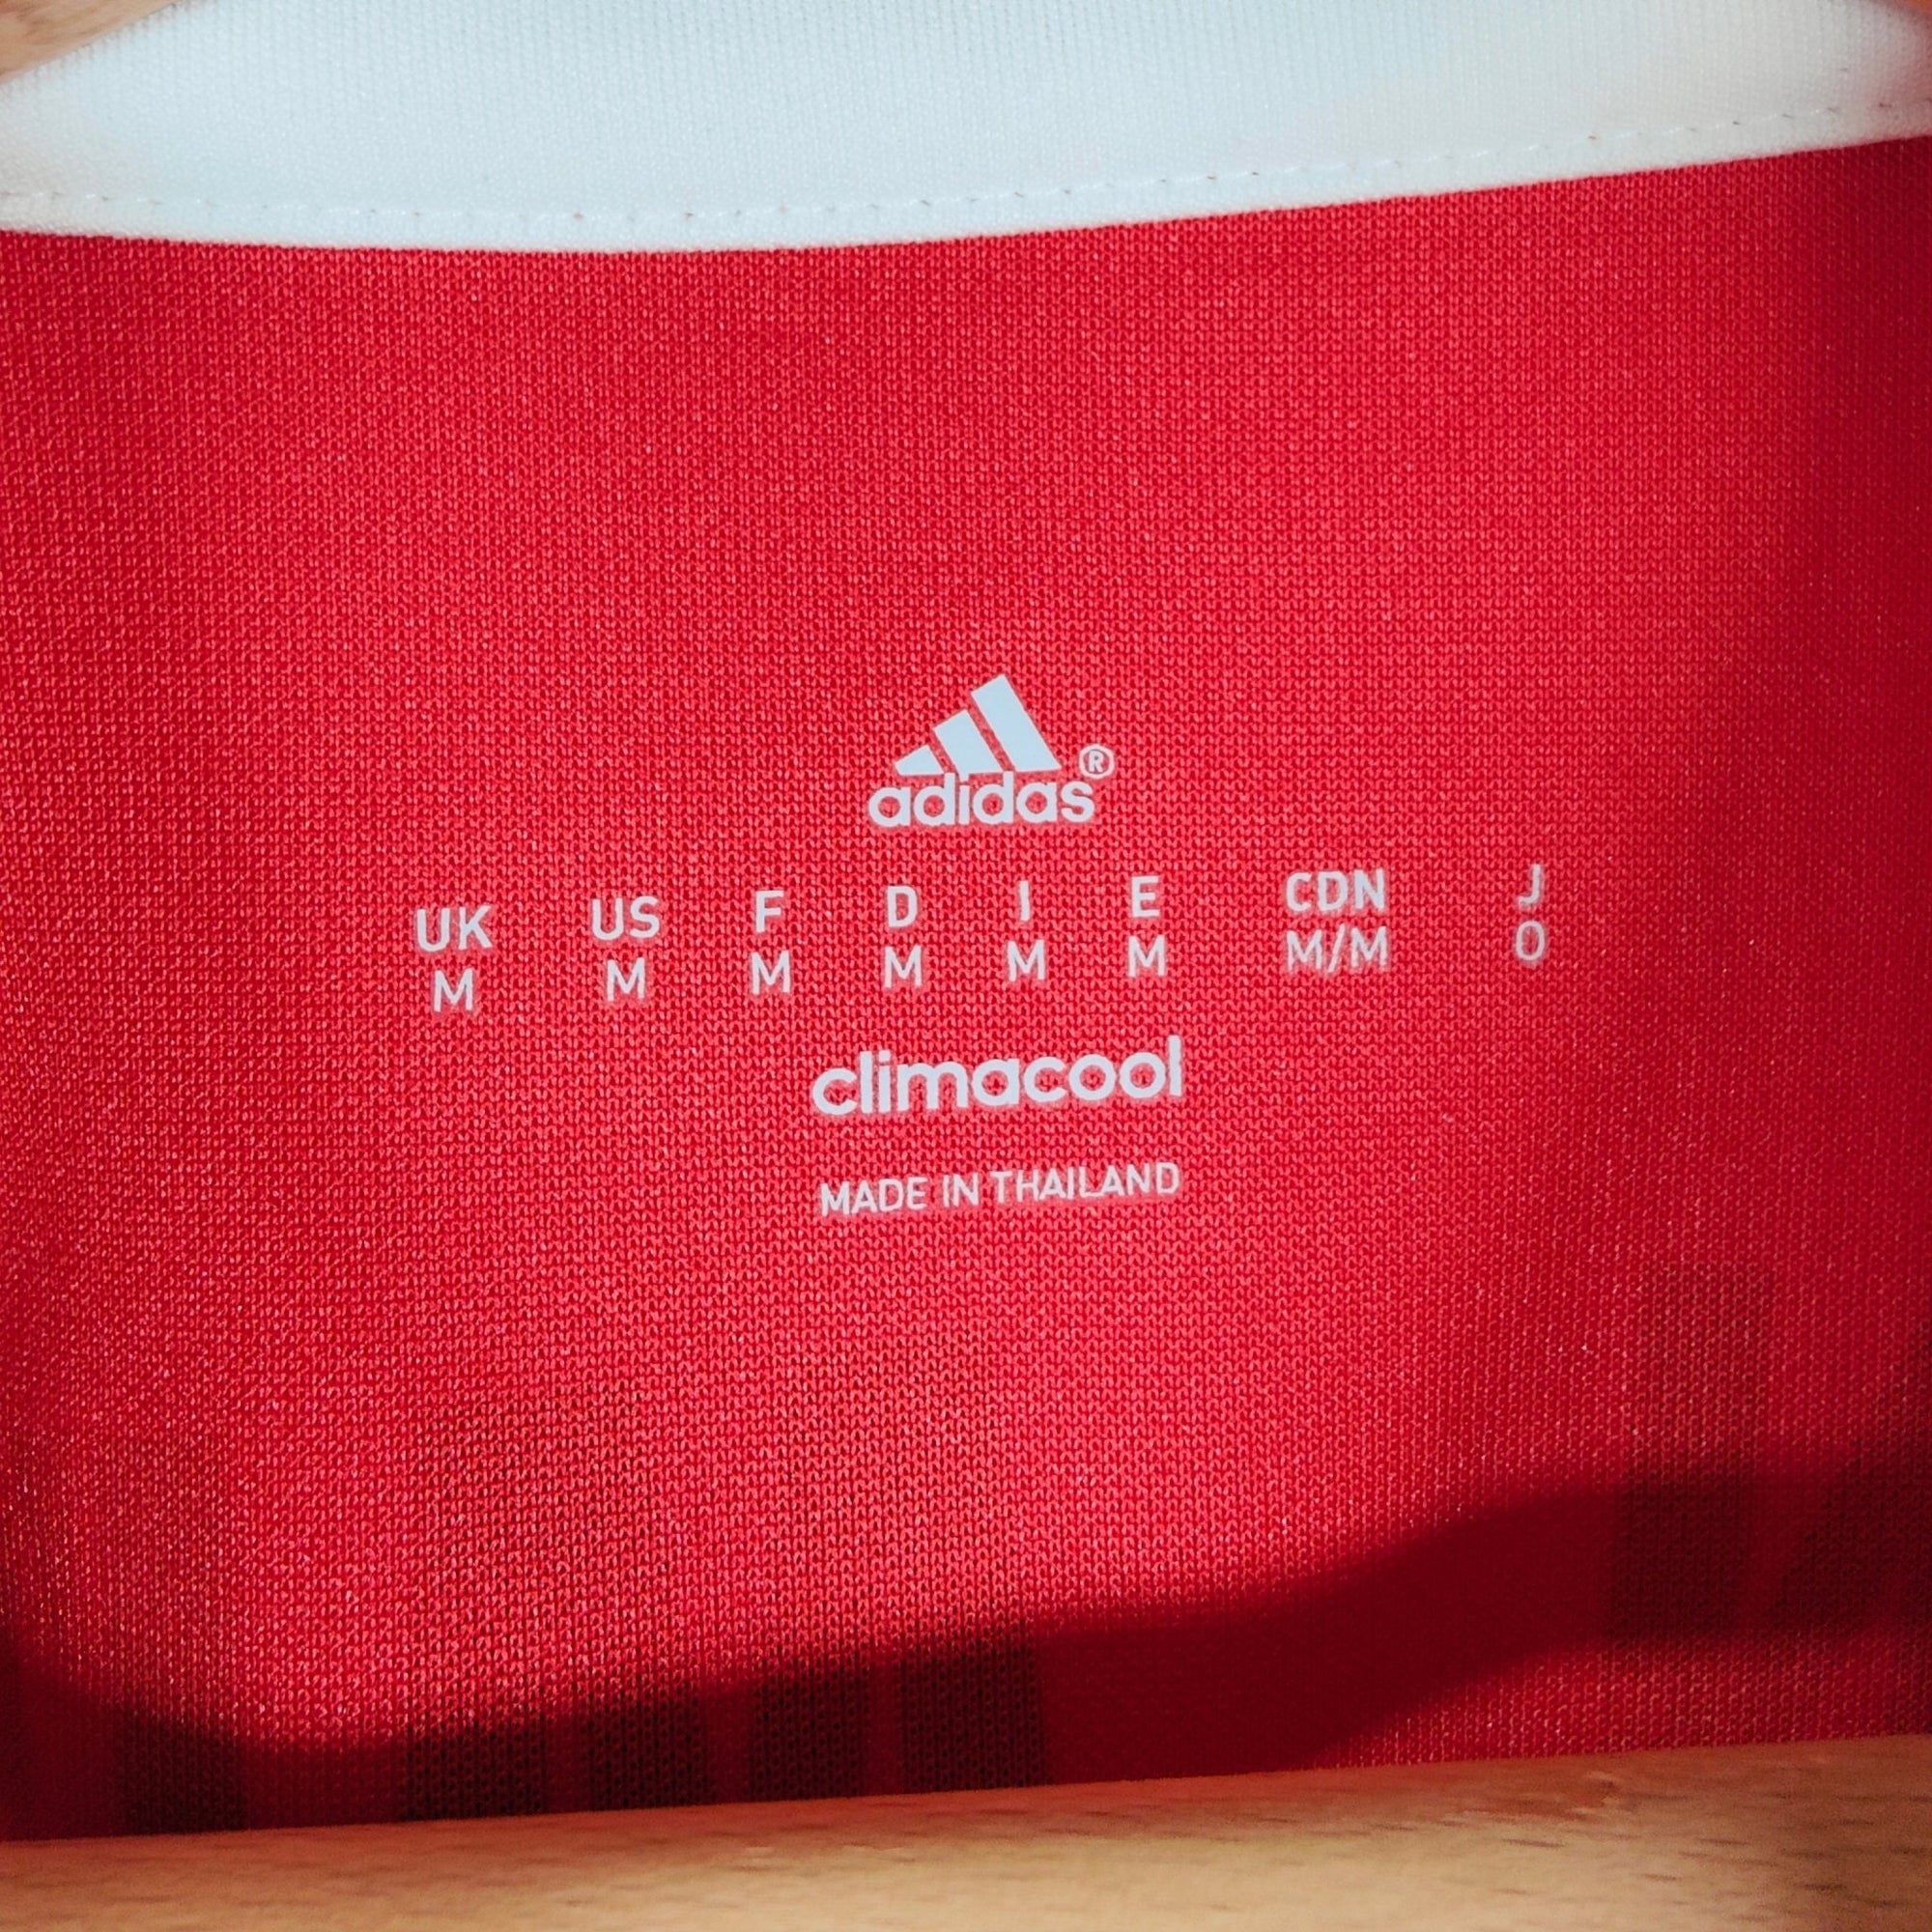 adidas®
UK US F D I E CDN J
M M M M M M M/M O
climacool
MADE IN THAILAND